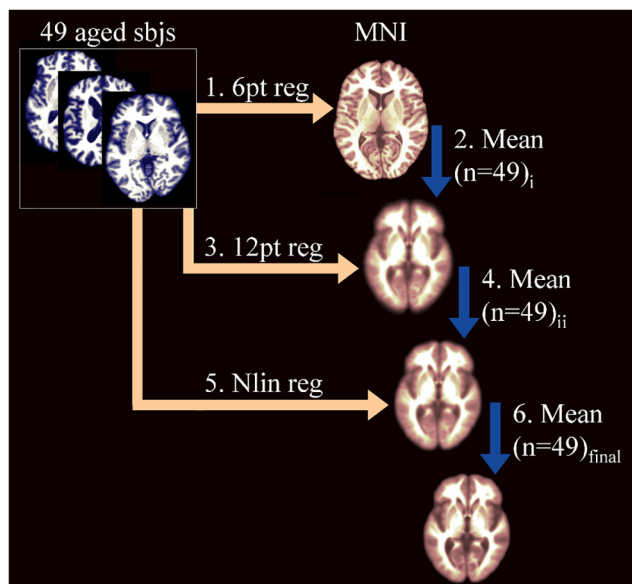 49 aged sbjs
MNI
1. 6pt reg
2. Mean
(n=49)i
3. 12pt reg
4. Mean
(n=49)ii
5. Nlin reg
6. Mean
(n=49)final